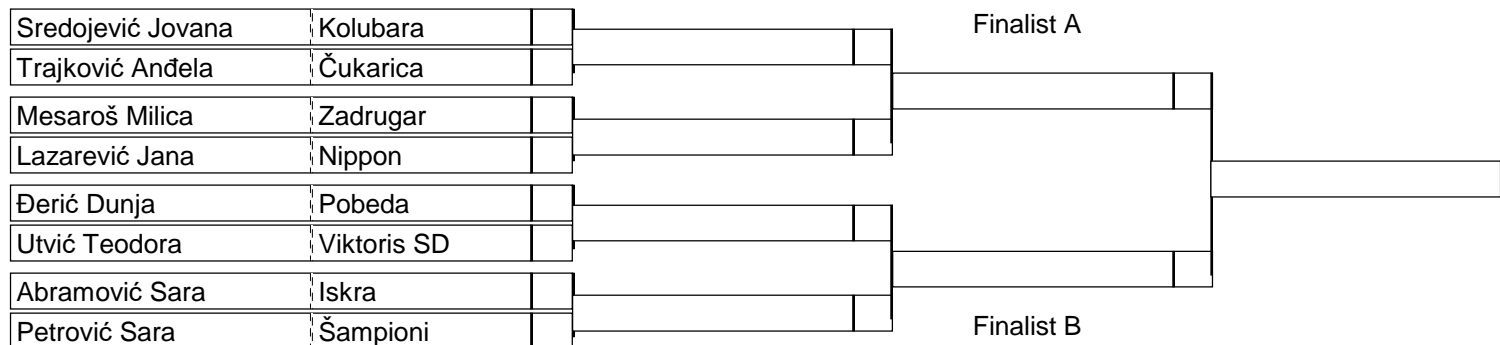 Sredojević Jovana Kolubara
Finalist A
Trajković Anđela Čukarica
Mesaroš Milica Zadrugar
Lazarević Jana Nippon
Đerić Dunja Pobeda
Utvić Teodora Viktoris SD
Abramović Sara Iskra
Petrović Sara Šampioni
Finalist B